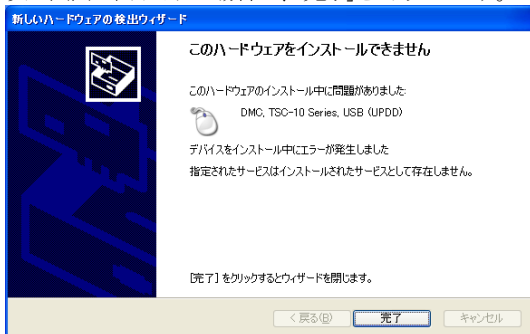 新しいハードウェアの検出ウィザード
このハードウェアをインストールできません
このハードウェアのインストール中に問題がありました:
DMC, TSC-10 Series, USB (UPDD)
デバイスをインストール中にエラーが発生しました
指定されたサービスはインストールされたサービスとして存在しません。
[完了] をクリックするとウィザードを閉じます。
< 戻る(B) 完了 キャンセル